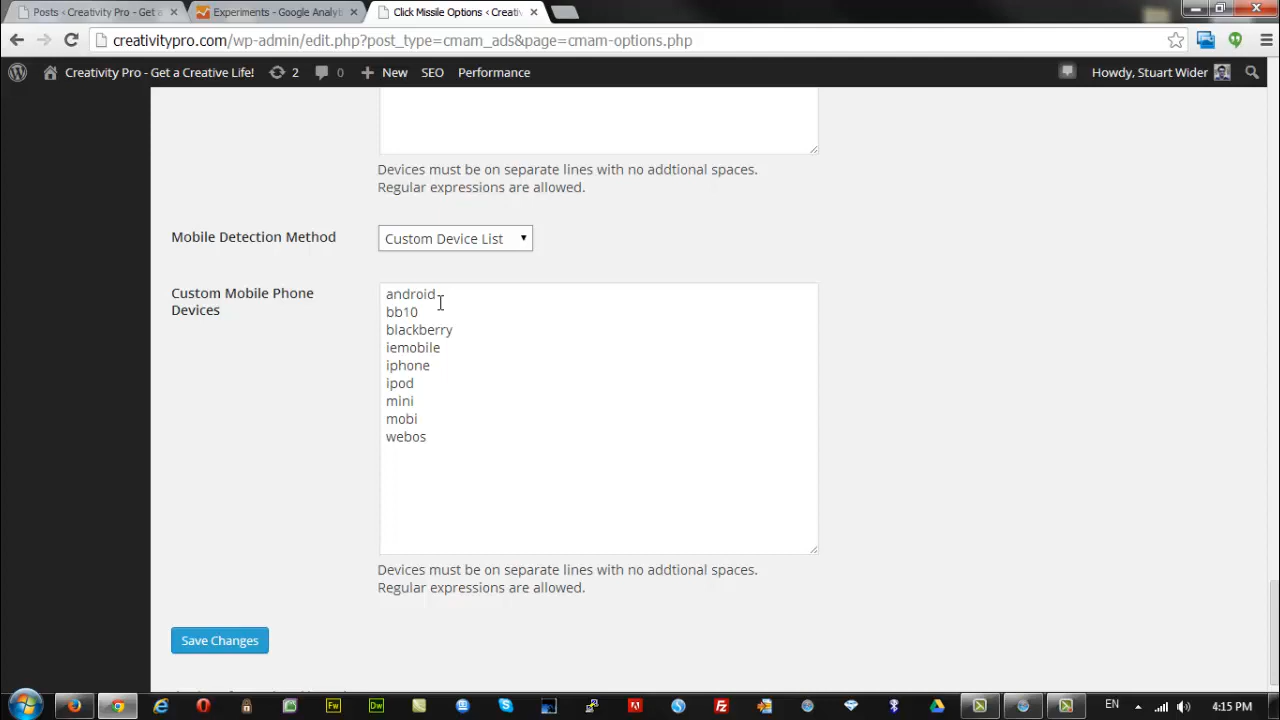 Posts ‹ Creativity Pro - Get a
Experiments - Google Analyt
Click Missile Options ‹ Creativ
creativitypro.com/wp-admin/edit.php?post_type=cmam_ads&page=cmam-options.php
Creativity Pro - Get a Creative Life! 2 0 New SEO Performance Howdy, Stuart Wider
Devices must be on separate lines with no addtional spaces.
Regular expressions are allowed.
Mobile Detection Method
Custom Device List
Custom Mobile Phone
Devices
android
bb10
blackberry
iemobile
iphone
ipod
mini
mobi
webos
Devices must be on separate lines with no addtional spaces.
Regular expressions are allowed.
Save Changes
Fw Dw EN 4:15 PM